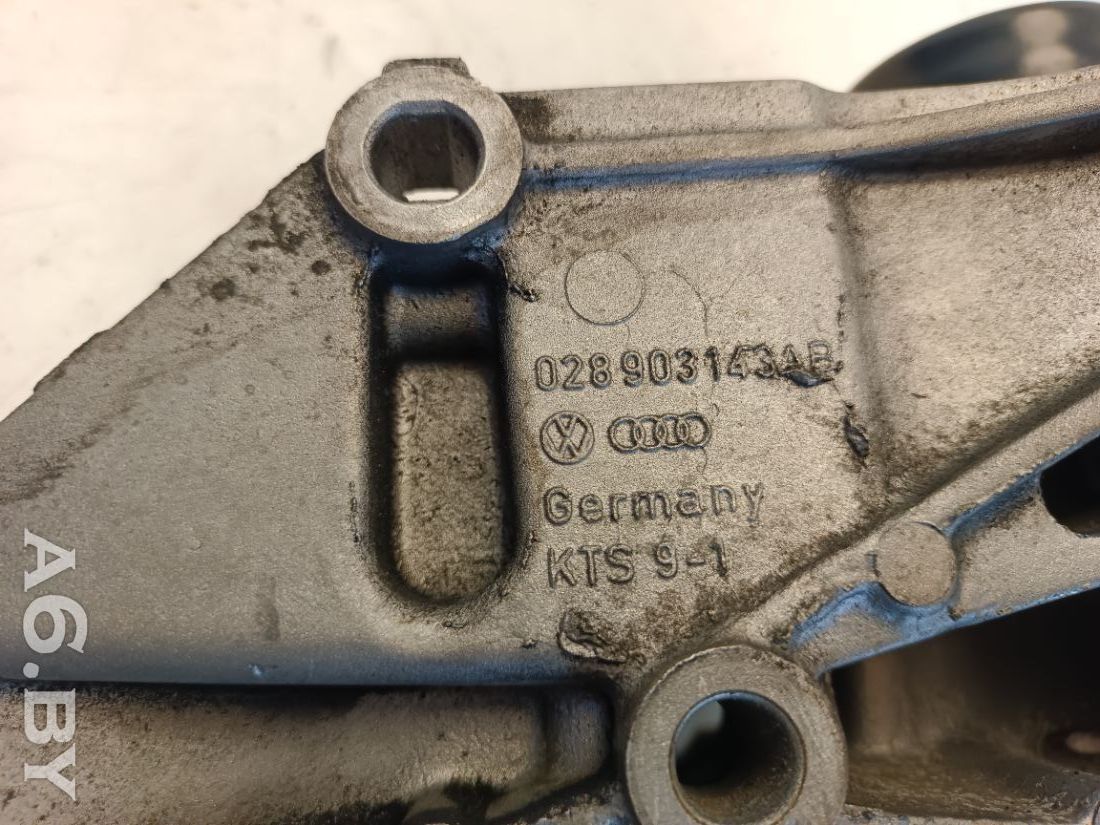 028 903 143 AB
Germany
KTS 9-1
A6.BY